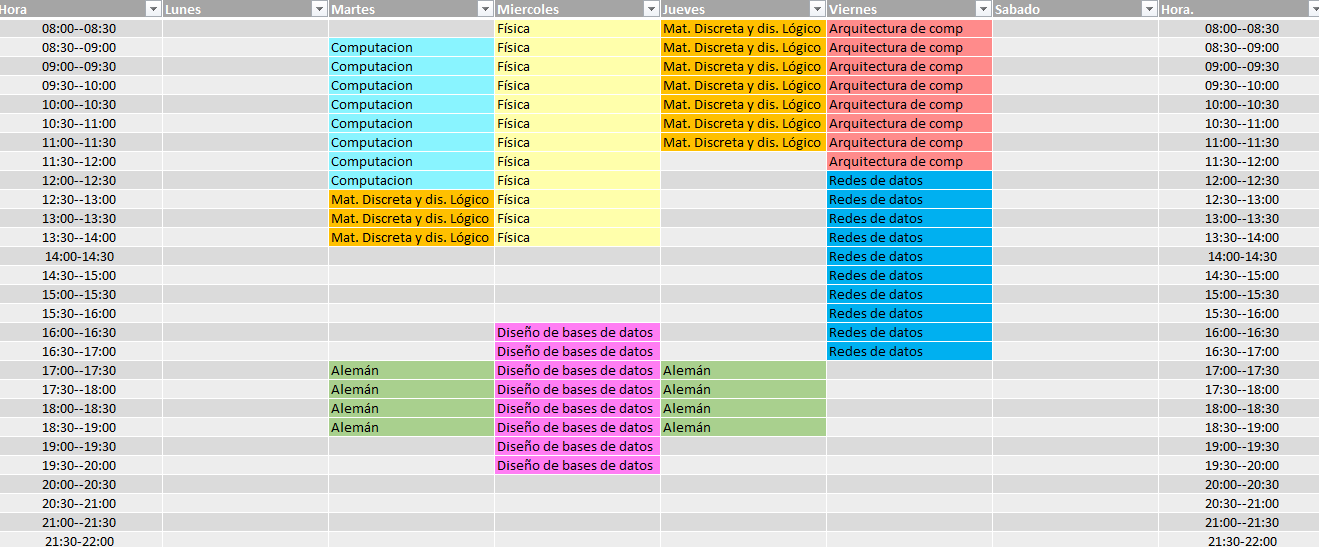 Hora Lunes Martes Miercoles Jueves Viernes Sabado Hora.
08:00--08:30 Física Mat. Discreta y dis. Lógico Arquitectura de comp 08:00--08:30
08:30--09:00 Computacion Física Mat. Discreta y dis. Lógico Arquitectura de comp 08:30--09:00
09:00--09:30 Computacion Física Mat. Discreta y dis. Lógico Arquitectura de comp 09:00--09:30
09:30--10:00 Computacion Física Mat. Discreta y dis. Lógico Arquitectura de comp 09:30--10:00
10:00--10:30 Computacion Física Mat. Discreta y dis. Lógico Arquitectura de comp 10:00--10:30
10:30--11:00 Computacion Física Mat. Discreta y dis. Lógico Arquitectura de comp 10:30--11:00
11:00--11:30 Computacion Física Mat. Discreta y dis. Lógico Arquitectura de comp 11:00--11:30
11:30--12:00 Computacion Física Arquitectura de comp 11:30--12:00
12:00--12:30 Computacion Física Redes de datos 12:00--12:30
12:30--13:00 Mat. Discreta y dis. Lógico Física Redes de datos 12:30--13:00
13:00--13:30 Mat. Discreta y dis. Lógico Física Redes de datos 13:00--13:30
13:30--14:00 Mat. Discreta y dis. Lógico Física Redes de datos 13:30--14:00
14:00-14:30 Redes de datos 14:00-14:30
14:30--15:00 Redes de datos 14:30--15:00
15:00--15:30 Redes de datos 15:00--15:30
15:30--16:00 Redes de datos 15:30--16:00
16:00--16:30 Diseño de bases de datos Redes de datos 16:00--16:30
16:30--17:00 Diseño de bases de datos Redes de datos 16:30--17:00
17:00--17:30 Alemán Diseño de bases de datos Alemán 17:00--17:30
17:30--18:00 Alemán Diseño de bases de datos Alemán 17:30--18:00
18:00--18:30 Alemán Diseño de bases de datos Alemán 18:00--18:30
18:30--19:00 Alemán Diseño de bases de datos Alemán 18:30--19:00
19:00--19:30 Diseño de bases de datos 19:00--19:30
19:30--20:00 Diseño de bases de datos 19:30--20:00
20:00--20:30 20:00--20:30
20:30--21:00 20:30--21:00
21:00--21:30 21:00--21:30
21:30-22:00 21:30-22:00